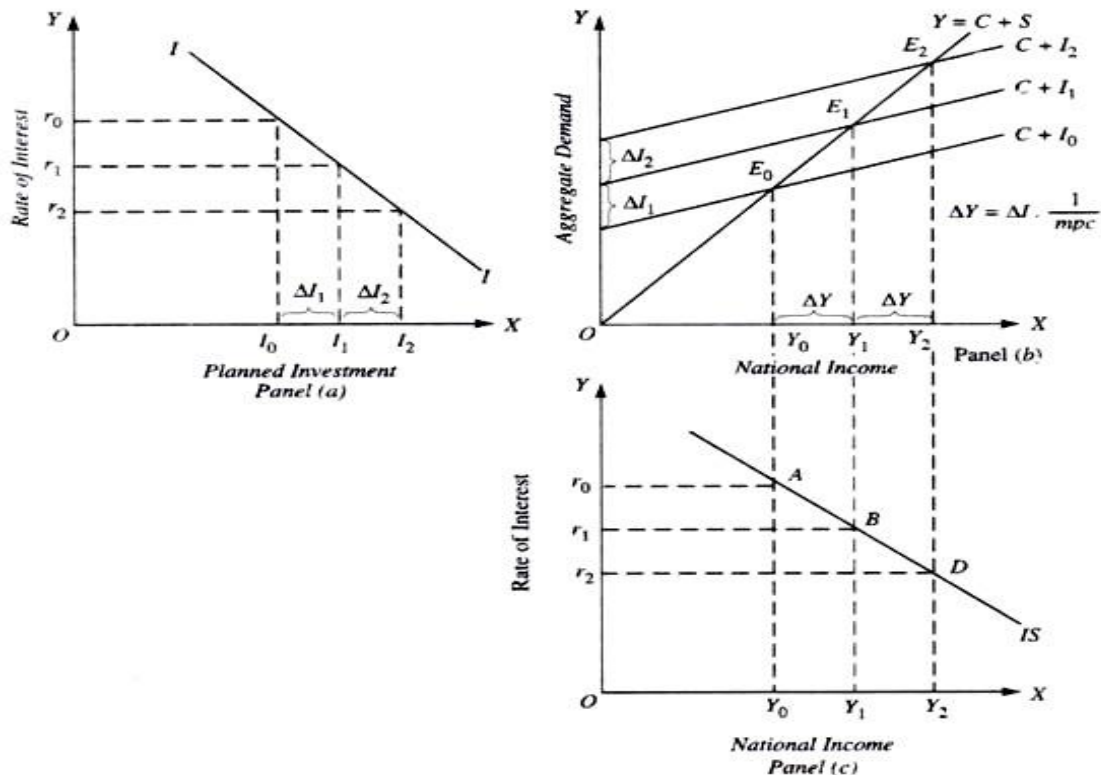 Y
Rate of Interest
I
r0
r1
r2
I
ΔI1 ΔI2
O I0 I1 I2 X
Planned Investment
Panel (a)
Y
Aggregate Demand
Y = C + S
C + I2
C + I1
C + I0
E2
E1
E0
ΔI2
ΔI1
ΔY = ΔI . 1/mpc
ΔY ΔY
O Y0 Y1 Y2 X
National Income
Panel (b)
Y
Rate of Interest
r0
r1
r2
A
B
D
IS
O Y0 Y1 Y2 X
National Income
Panel (c)